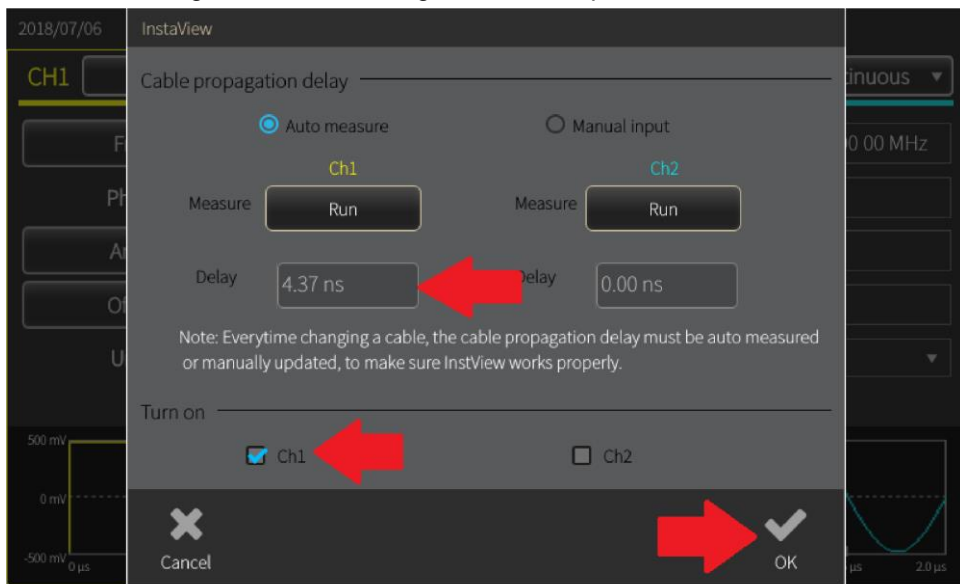 2018/07/06
InstaView
CH1
Cable propagation delay
Auto measure
Manual input
Ch1
Ch2
Measure
Run
Measure
Run
Delay
4.37 ns
Delay
0.00 ns
00 MHz
Note: Everytime changing a cable, the cable propagation delay must be auto measured
or manually updated, to make sure InstView works properly.
Turn on
Ch1
Ch2
500 mV
0 mV
-500 mV
0 µs
µs
2.0 µs
Cancel
OK